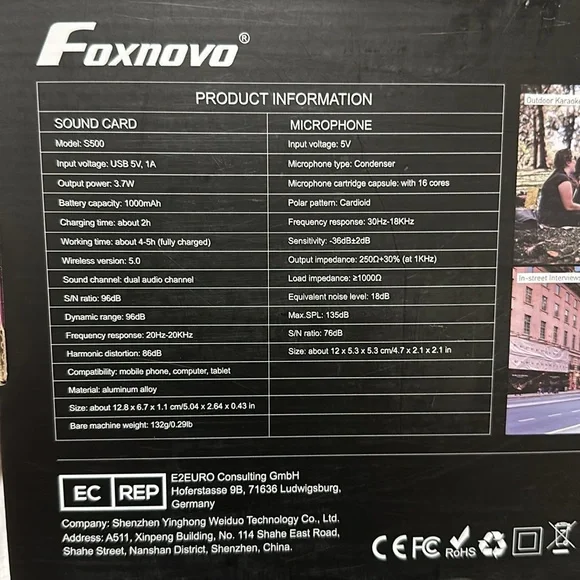 Foxnovo®
PRODUCT INFORMATION
SOUND CARD
Model: S500
Input voltage: USB 5V, 1A
Output power: 3.7W
Battery capacity: 1000mAh
Charging time: about 2h
Working time: about 4-5h (fully charged)
Wireless version: 5.0
Sound channel: dual audio channel
S/N ratio: 96dB
Dynamic range: 96dB
Frequency response: 20Hz-20KHz
Harmonic distortion: 86dB
Compatibility: mobile phone, computer, tablet
Material: aluminum alloy
Size: about 12.8 x 6.7 x 1.1 cm/5.04 x 2.64 x 0.43 in
Bare machine weight: 132g/0.29lb
MICROPHONE
Input voltage: 5V
Microphone type: Condenser
Microphone cartridge capsule: with 16 cores
Polar pattern: Cardioid
Frequency response: 30Hz-18KHz
Sensitivity: -36dB±2dB
Output impedance: 250Ω+30% (at 1KHz)
Load impedance: ≥1000Ω
Equivalent noise level: 18dB
Max.SPL: 135dB
S/N ratio: 76dB
Size: about 12 x 5.3 x 5.3 cm/4.7 x 2.1 x 2.1 in
Outdoor Karaoke
In-street Interviews
EC REP
E2EURO Consulting GmbH
Hoferstasse 9B, 71636 Ludwigsburg,
Germany
Company: Shenzhen Yinghong Weiduo Technology Co., Ltd.
Address: A511, Xinpeng Building, No. 114 Shahe East Road,
Shahe Street, Nanshan District, Shenzhen, China.
CE FC RoHS